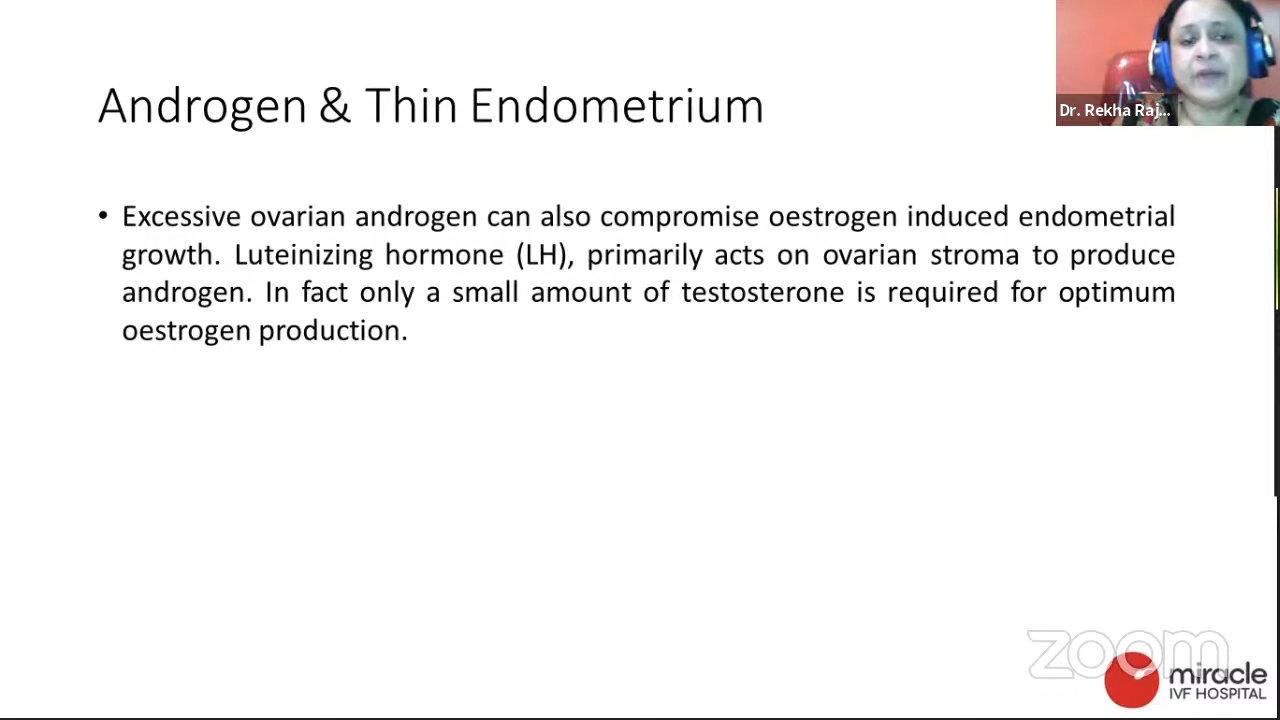 Dr. Rekha Raj...
Androgen & Thin Endometrium
• Excessive ovarian androgen can also compromise oestrogen induced endometrial
growth. Luteinizing hormone (LH), primarily acts on ovarian stroma to produce
androgen. In fact only a small amount of testosterone is required for optimum
oestrogen production.
zoom
miracle
IVF HOSPITAL